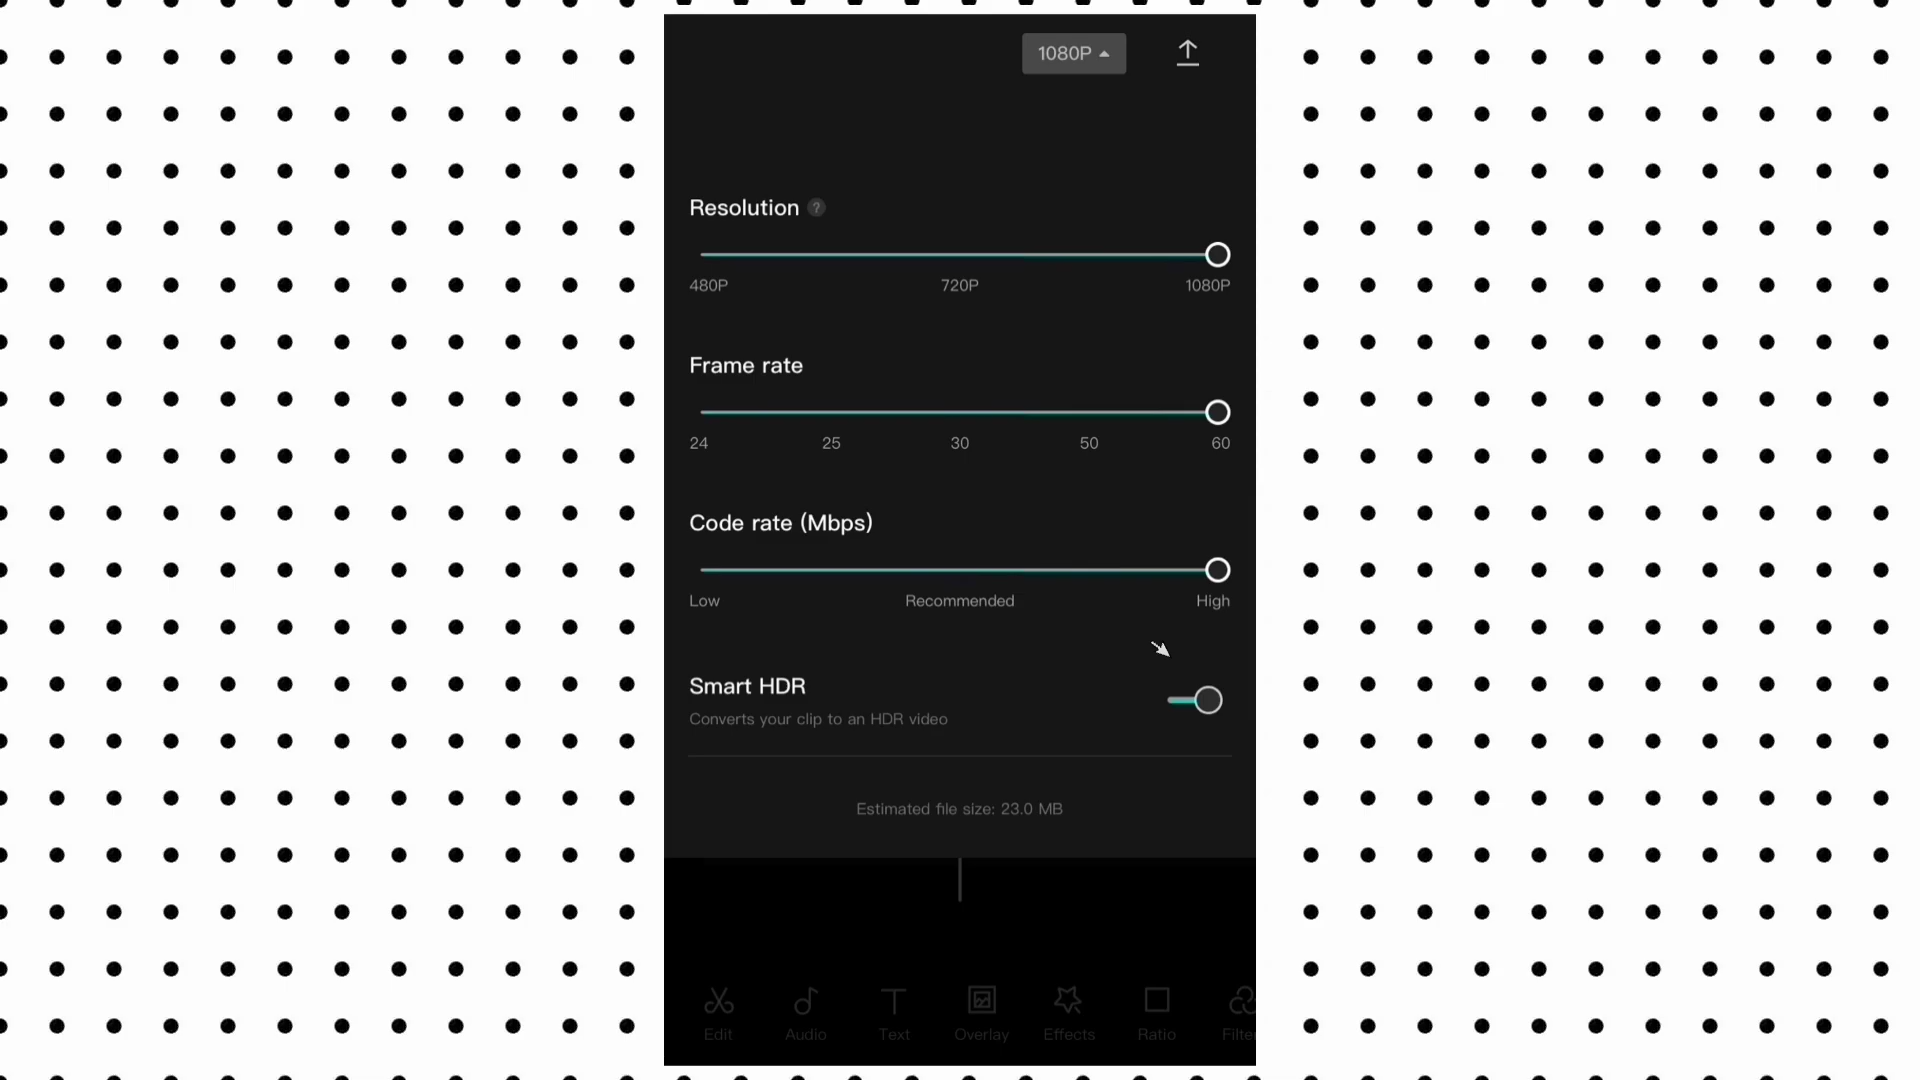 1080P
Resolution ?
480P 720P 1080P
Frame rate
24 25 30 50 60
Code rate (Mbps)
Low Recommended High
Smart HDR
Converts your clip to an HDR video
Estimated file size: 23.0 MB
Edit Audio Text Overlay Effects Ratio Filte